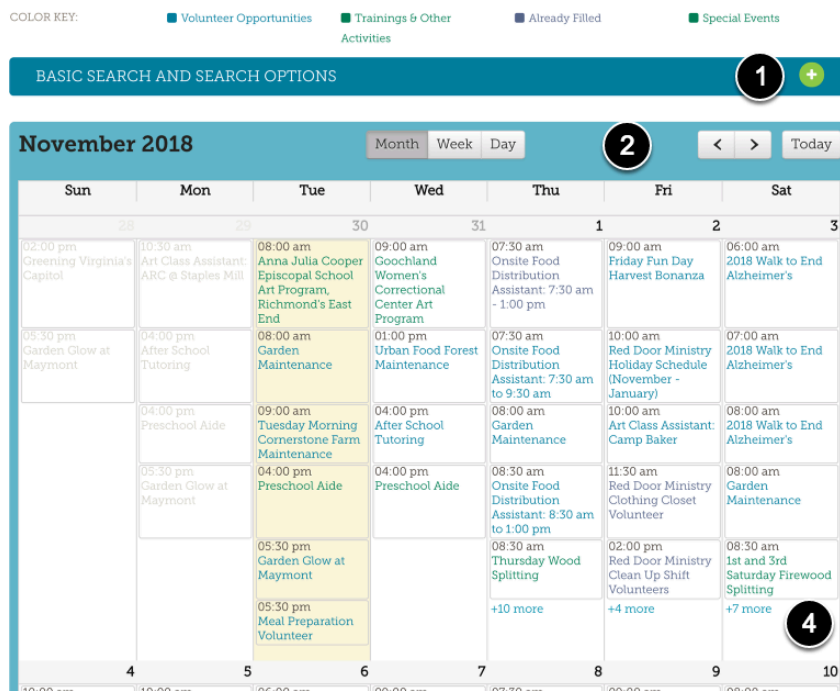 COLOR KEY:
Volunteer Opportunities
Trainings & Other
Activities
Already Filled
Special Events
BASIC SEARCH AND SEARCH OPTIONS
1
+
November 2018
Month Week Day
2
< >
Today
Sun Mon Tue Wed Thu Fri Sat
28 29 30 31 1 2 3
02:00 pm
Greening Virginia's
Capitol
05:30 pm
Garden Glow at
Maymont
10:30 am
Art Class Assistant:
ARC @ Staples Mill
04:00 pm
After School
Tutoring
04:00 pm
Preschool Aide
05:30 pm
Garden Glow at
Maymont
08:00 am
Anna Julia Cooper
Episcopal School
Art Program,
Richmond's East
End
08:00 am
Garden
Maintenance
09:00 am
Tuesday Morning
Cornerstone Farm
Maintenance
04:00 pm
Preschool Aide
05:30 pm
Garden Glow at
Maymont
05:30 pm
Meal Preparation
Volunteer
09:00 am
Goochland
Women's
Correctional
Center Art
Program
01:00 pm
Urban Food Forest
Maintenance
04:00 pm
After School
Tutoring
04:00 pm
Preschool Aide
07:30 am
Onsite Food
Distribution
Assistant: 7:30 am
- 1:00 pm
07:30 am
Onsite Food
Distribution
Assistant: 7:30 am
to 9:30 am
08:00 am
Garden
Maintenance
08:30 am
Onsite Food
Distribution
Assistant: 8:30 am
to 1:00 pm
08:30 am
Thursday Wood
Splitting
+10 more
09:00 am
Friday Fun Day
Harvest Bonanza
10:00 am
Red Door Ministry
Holiday Schedule
(November -
January)
10:00 am
Art Class Assistant:
Camp Baker
11:30 am
Red Door Ministry
Clothing Closet
Volunteer
02:00 pm
Red Door Ministry
Clean Up Shift
Volunteers
+4 more
06:00 am
2018 Walk to End
Alzheimer's
07:00 am
2018 Walk to End
Alzheimer's
08:00 am
2018 Walk to End
Alzheimer's
08:00 am
Garden
Maintenance
08:30 am
1st and 3rd
Saturday Firewood
Splitting
+7 more
4
4 5 6 7 8 9 10